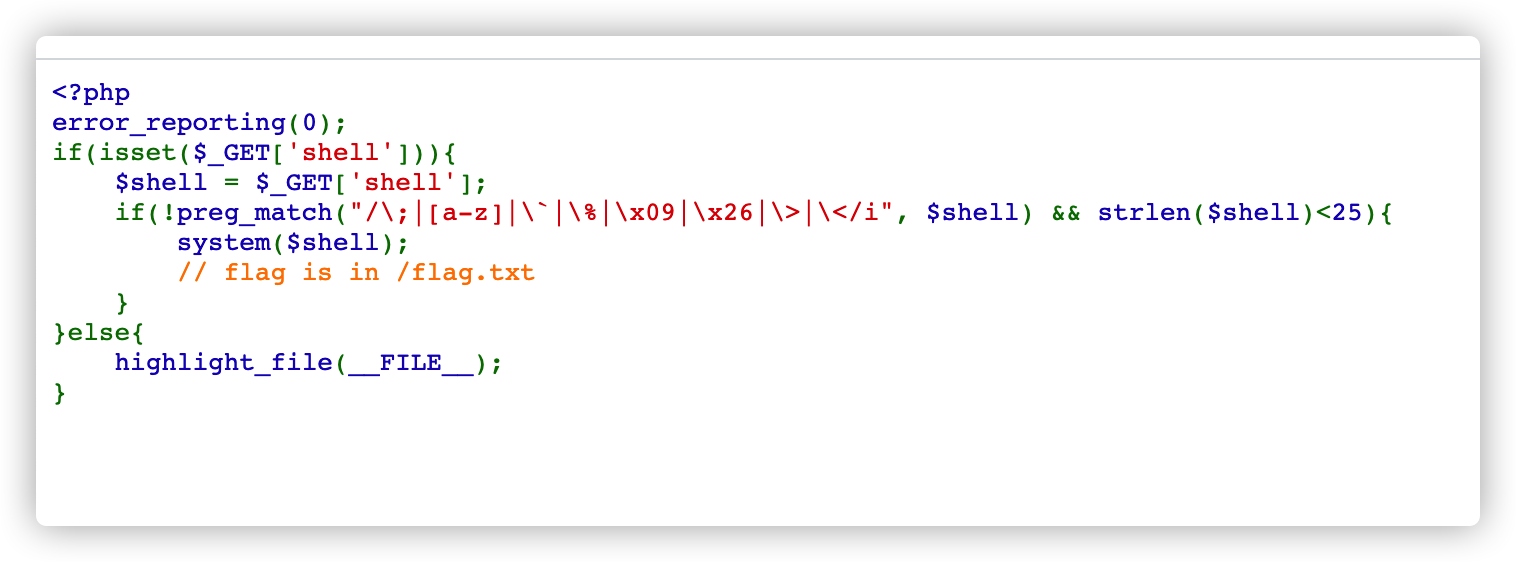 <?php
error_reporting(0);
if(isset($_GET['shell'])){
    $shell = $_GET['shell'];
    if(!preg_match("/\;|[a-z]|\`|\%|\x09|\x26|\>|\</i", $shell) && strlen($shell)<25){
        system($shell);
        // flag is in /flag.txt
    }
}else{
    highlight_file(__FILE__);
}